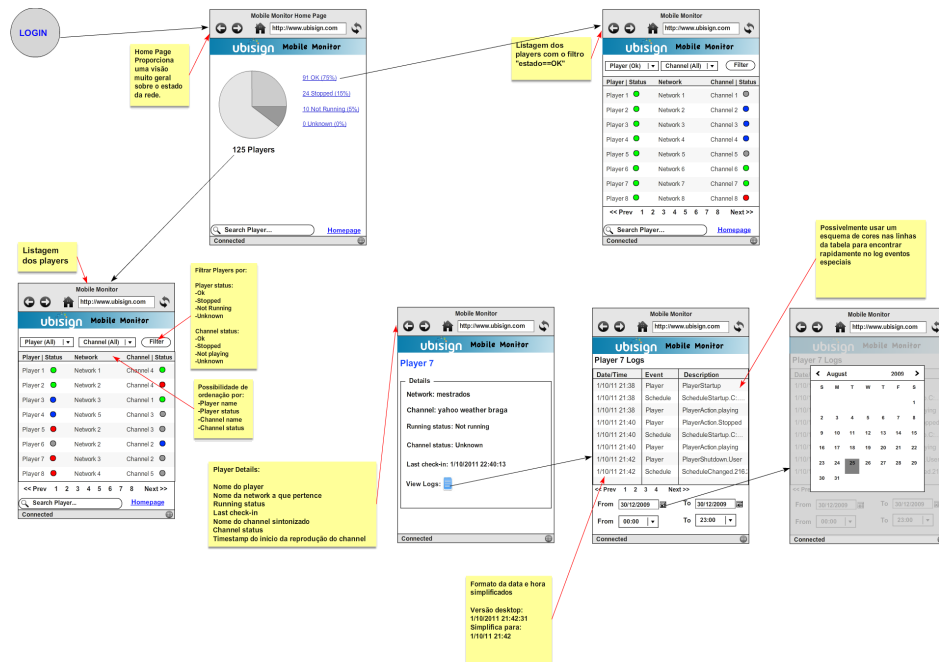 LOGIN
Home Page
Proporciona
uma visão
muito geral
sobre o estado
da rede.
Mobile Monitor Home Page
http://www.ubisign.com
ubisign Mobile Monitor
91 OK (75%)
24 Stopped (15%)
10 Not Running (5%)
0 Unknown (0%)
125 Players
Search Player... Homepage
Connected
Listagem dos
players com o filtro
"estado==OK"
Mobile Monitor
http://www.ubisign.com
ubisign Mobile Monitor
Player (Ok) Channel (All) Filter
Player | Status Network Channel | Status
Player 1 Network 1 Channel 1
Player 2 Network 2 Channel 2
Player 3 Network 3 Channel 3
Player 4 Network 4 Channel 4
Player 5 Network 5 Channel 5
Player 6 Network 6 Channel 6
Player 7 Network 7 Channel 7
Player 8 Network 8 Channel 8
<< Prev 1 2 3 4 5 6 7 8 Next >>
Search Player... Homepage
Connected
Listagem
dos players
Mobile Monitor
http://www.ubisign.com
ubisign Mobile Monitor
Player (All) Channel (All) Filter
Player | Status Network Channel | Status
Player 1 Network 1 Channel 4
Player 2 Network 2 Channel 4
Player 3 Network 3 Channel 1
Player 4 Network 5 Channel 3
Player 5 Network 2 Channel 3
Player 6 Network 2 Channel 2
Player 7 Network 3 Channel 2
Player 8 Network 4 Channel 5
<< Prev 1 2 3 4 5 6 7 8 Next >>
Search Player... Homepage
Connected
Filtrar Players por:
Player status:
-Ok
-Stopped
-Not Running
-Unknown
Channel status:
-Ok
-Stopped
-Not playing
-Unknown
Possibilidade de
ordenação por:
-Player name
-Player status
-Channel name
-Channel status
Player Details:
Nome do player
Nome da network a que pertence
Running status
Last check-in
Nome do channel sintonizado
Channel status
Timestamp do inicio da reprodução do channel
Mobile Monitor
http://www.ubisign.com
ubisign Mobile Monitor
Player 7
Details
Network: mestrados
Channel: yahoo weather braga
Running status: Not running
Channel status: Unknown
Last check-in: 1/10/2011 22:40:13
View Logs:
Connected
Possivelmente usar um
esquema de cores nas linhas
da tabela para encontrar
rapidamente no log eventos
especiais
Mobile Monitor
http://www.ubisign.com
ubisign Mobile Monitor
Player 7 Logs
Date/Time Event Description
1/10/11 21:38 Player PlayerStartup
1/10/11 21:38 Schedule ScheduleStartup.C:...
1/10/11 21:38 Player PlayerAction.playing
1/10/11 21:40 Player PlayerAction.Stopped
1/10/11 21:40 Schedule ScheduleStartup.C:...
1/10/11 21:40 Player PlayerAction.playing
1/10/11 21:42 Player PlayerShutdown.User
1/10/11 21:42 Schedule ScheduleChanged.216.
<< Prev 1 2 3 4 Next >>
From 30/12/2009 To 30/12/2009
From 00:00 To 23:00
Connected
Formato da data e hora
simplificados
Versão desktop:
1/10/2011 21:42:31
Simplifica para:
1/10/11 21:42
Mobile Monitor
http://www.ubisign.com
ubisign Mobile Monitor
Player 7 Logs
August 2009
S M T W T F S
1
2 3 4 5 6 7 8
9 10 11 12 13 14 15
16 17 18 19 20 21 22
23 24 25 26 27 28 29
30 31
From 30/12/2009 To 30/12/2009
From 00:00 To 23:00
Connected